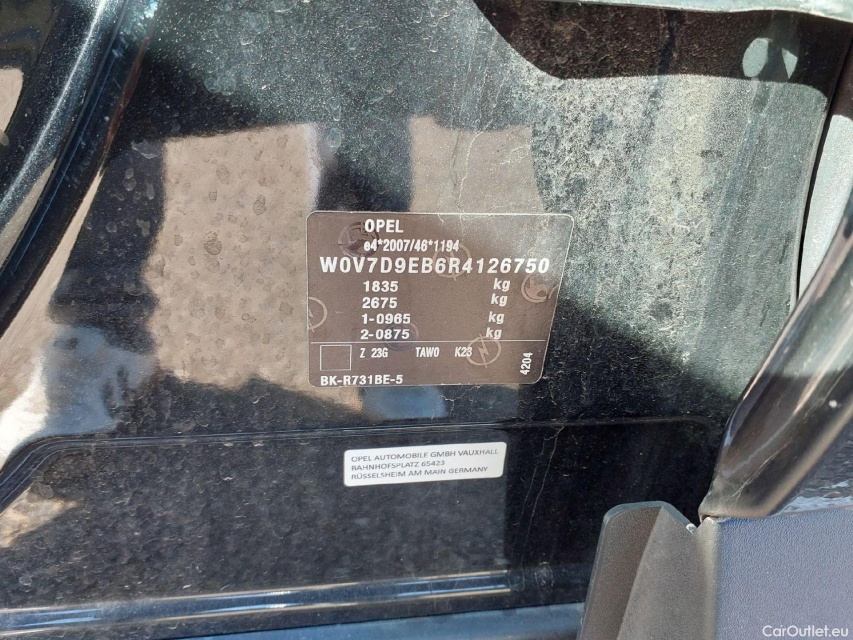 OPEL
e4*2007/46*1194
W0V7D9EB6R4126750
1835 kg
2675 kg
1-0965 kg
2-0875 kg
Z 23G TAW0 K23
4204
BK-R731BE-5
OPEL AUTOMOBILE GMBH VAUXHALL
BAHNHOFSPLATZ 65423
RÜSSELSHEIM AM MAIN GERMANY
CarOutlet.eu